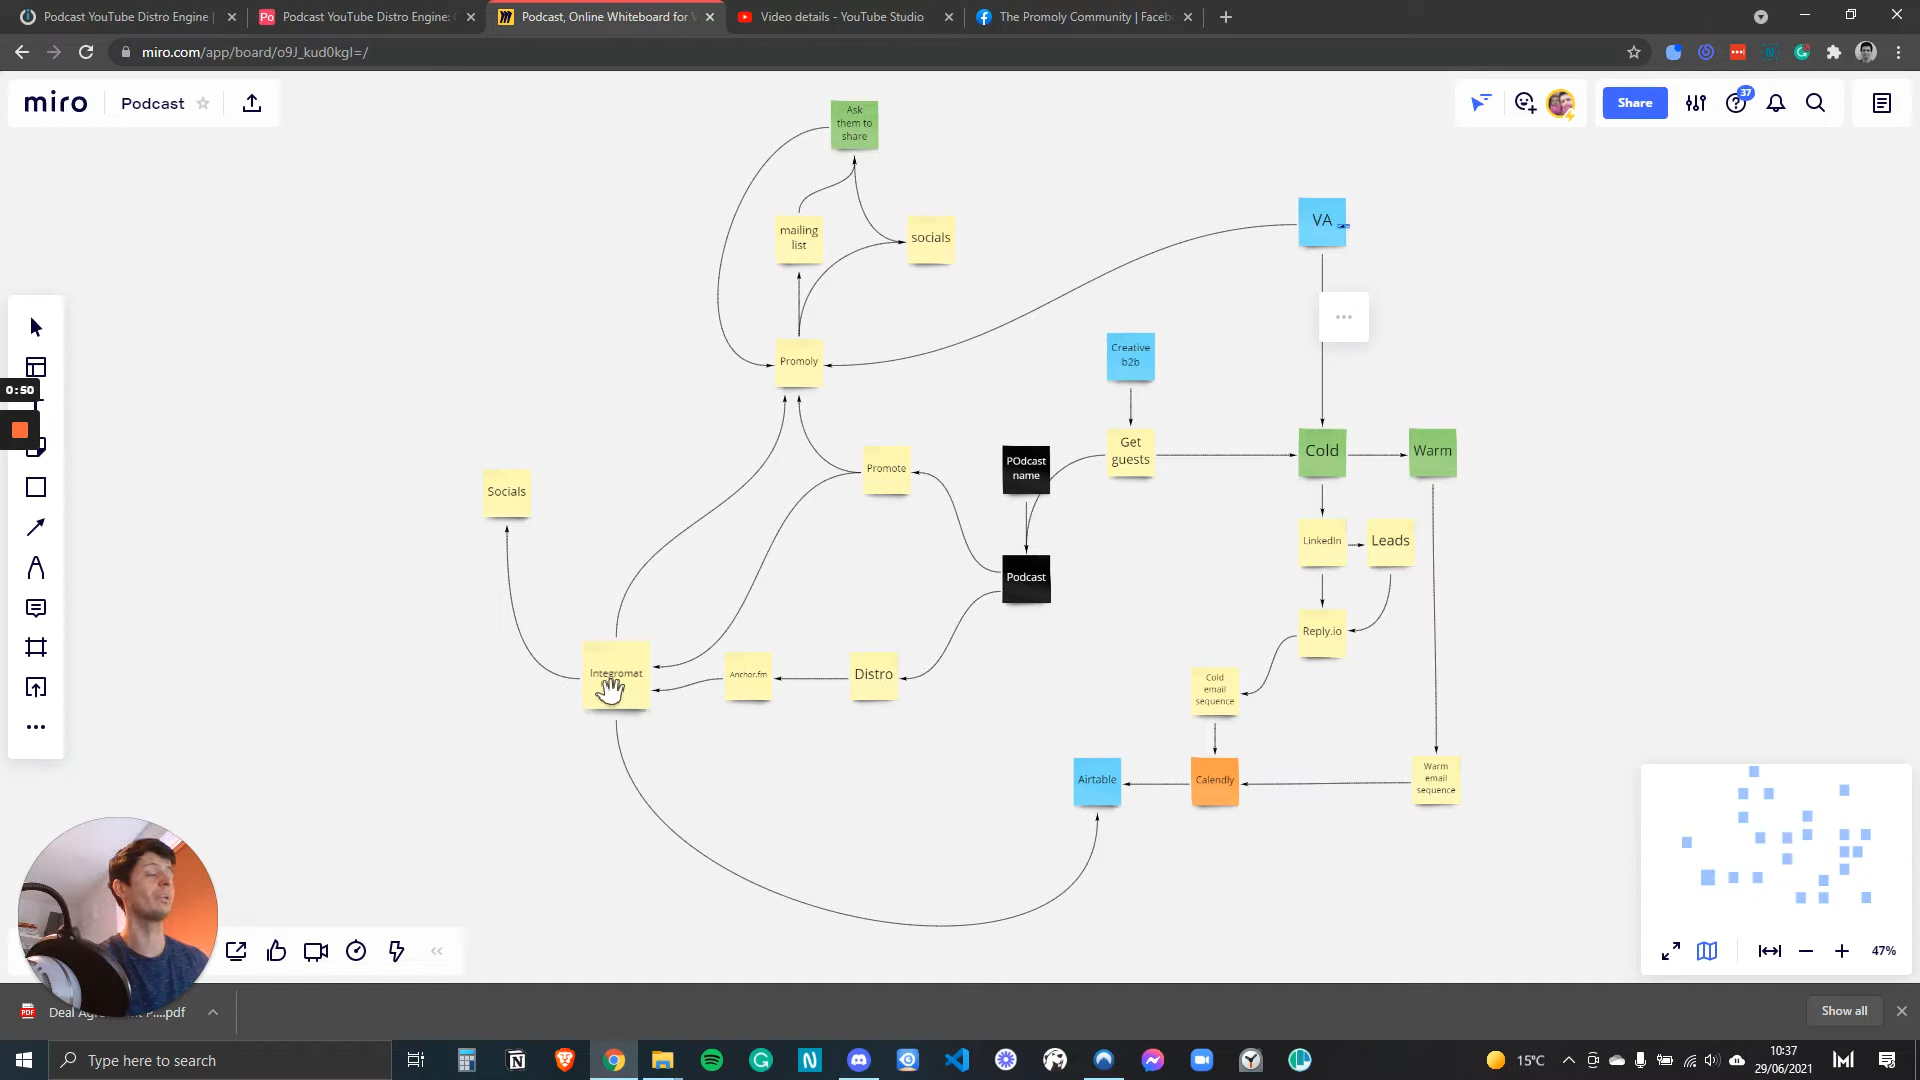 Podcast YouTube Distro Engine |
Podcast YouTube Distro Engine:
Podcast, Online Whiteboard for
Video details - YouTube Studio
The Promoly Community | Faceb
miro.com/app/board/o9J_kud0kgI=/
miro
Podcast
Share
37
Ask
them to
share
mailing
list
socials
VA
Promoly
Creative
b2b
Promote
POdcast
name
Get
guests
Cold
Warm
Socials
LinkedIn
Leads
Podcast
Reply.io
Integromat
Anchor.fm
Distro
Cold
email
sequence
Airtable
Calendly
Warm
email
sequence
0:50
47%
Deal Ag
....pdf
Show all
Type here to search
15°C
10:37
29/06/2021